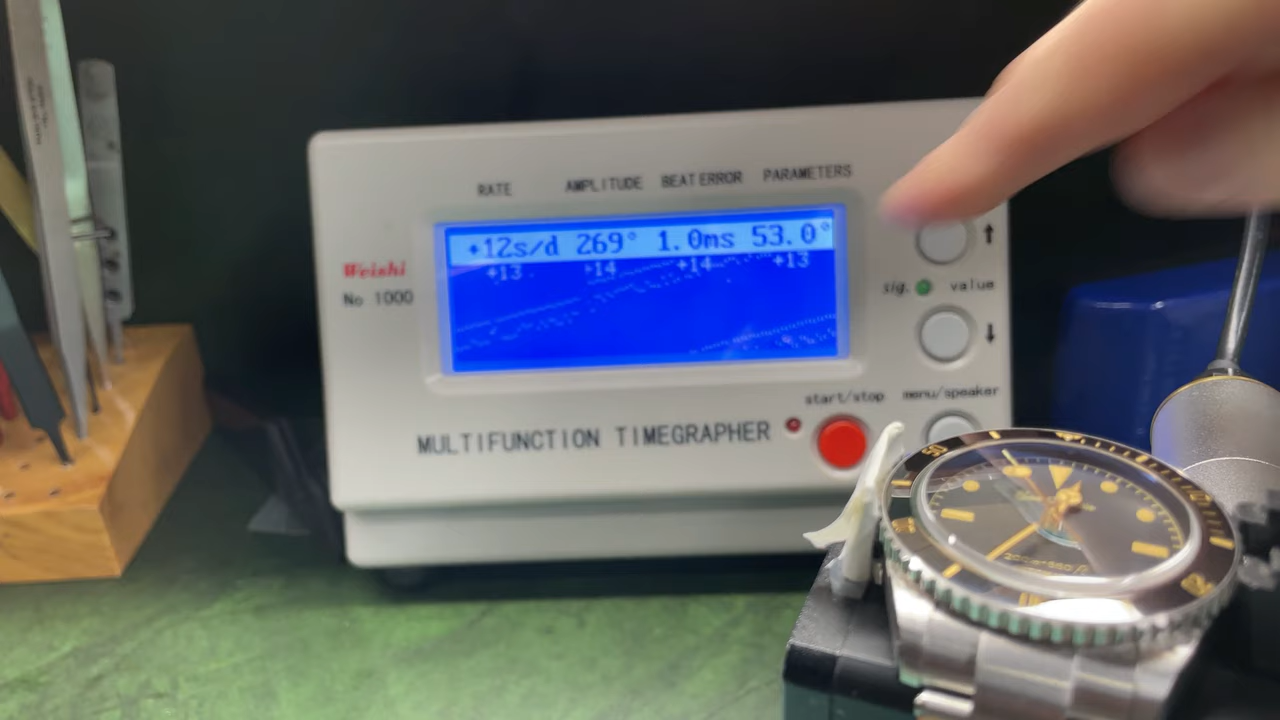 RATE AMPLITUDE BEAT ERROR PARAMETERS
+12s/d 269° 1.0ms 53.0°
+13 +14 +14 +13
Weishi
No 1000
sig. value
start/stop menu/speaker
MULTIFUNCTION TIMEGRAPHER